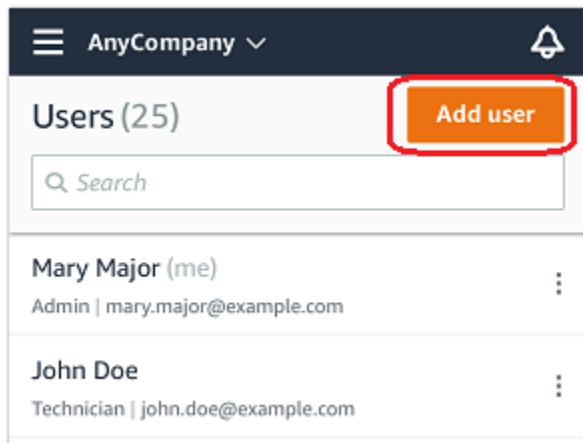 AnyCompany
Users (25)
Add user
Search
Mary Major (me)
Admin | mary.major@example.com
John Doe
Technician | john.doe@example.com